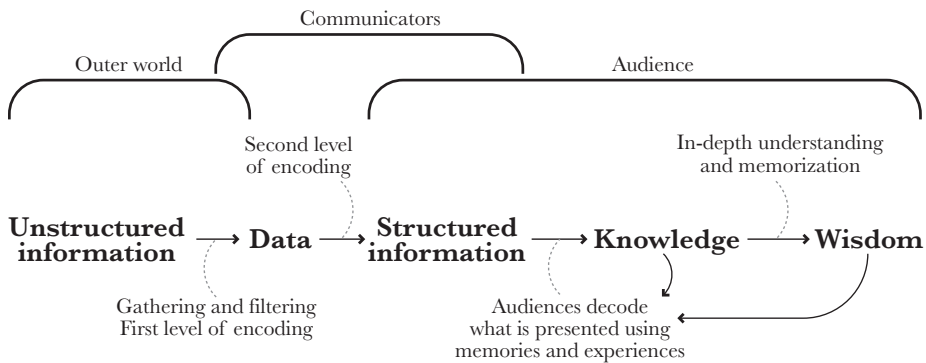 Communicators
Outer world
Audience
Second level
of encoding
In-depth understanding
and memorization
Unstructured
information
Data
Structured
information
Knowledge
Wisdom
Gathering and filtering
First level of encoding
Audiences decode
what is presented using
memories and experiences